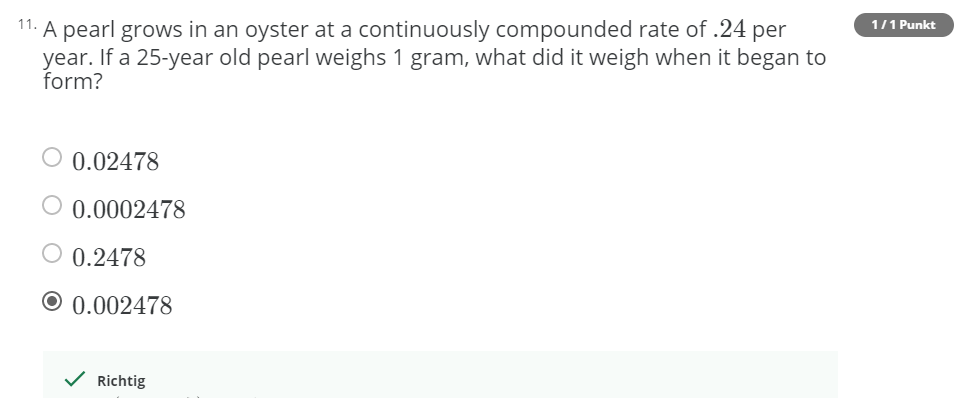 11. A pearl grows in an oyster at a continuously compounded rate of .24 per
year. If a 25-year old pearl weighs 1 gram, what did it weigh when it began to
form?
1 / 1 Punkt
0.02478
0.0002478
0.2478
0.002478
Richtig